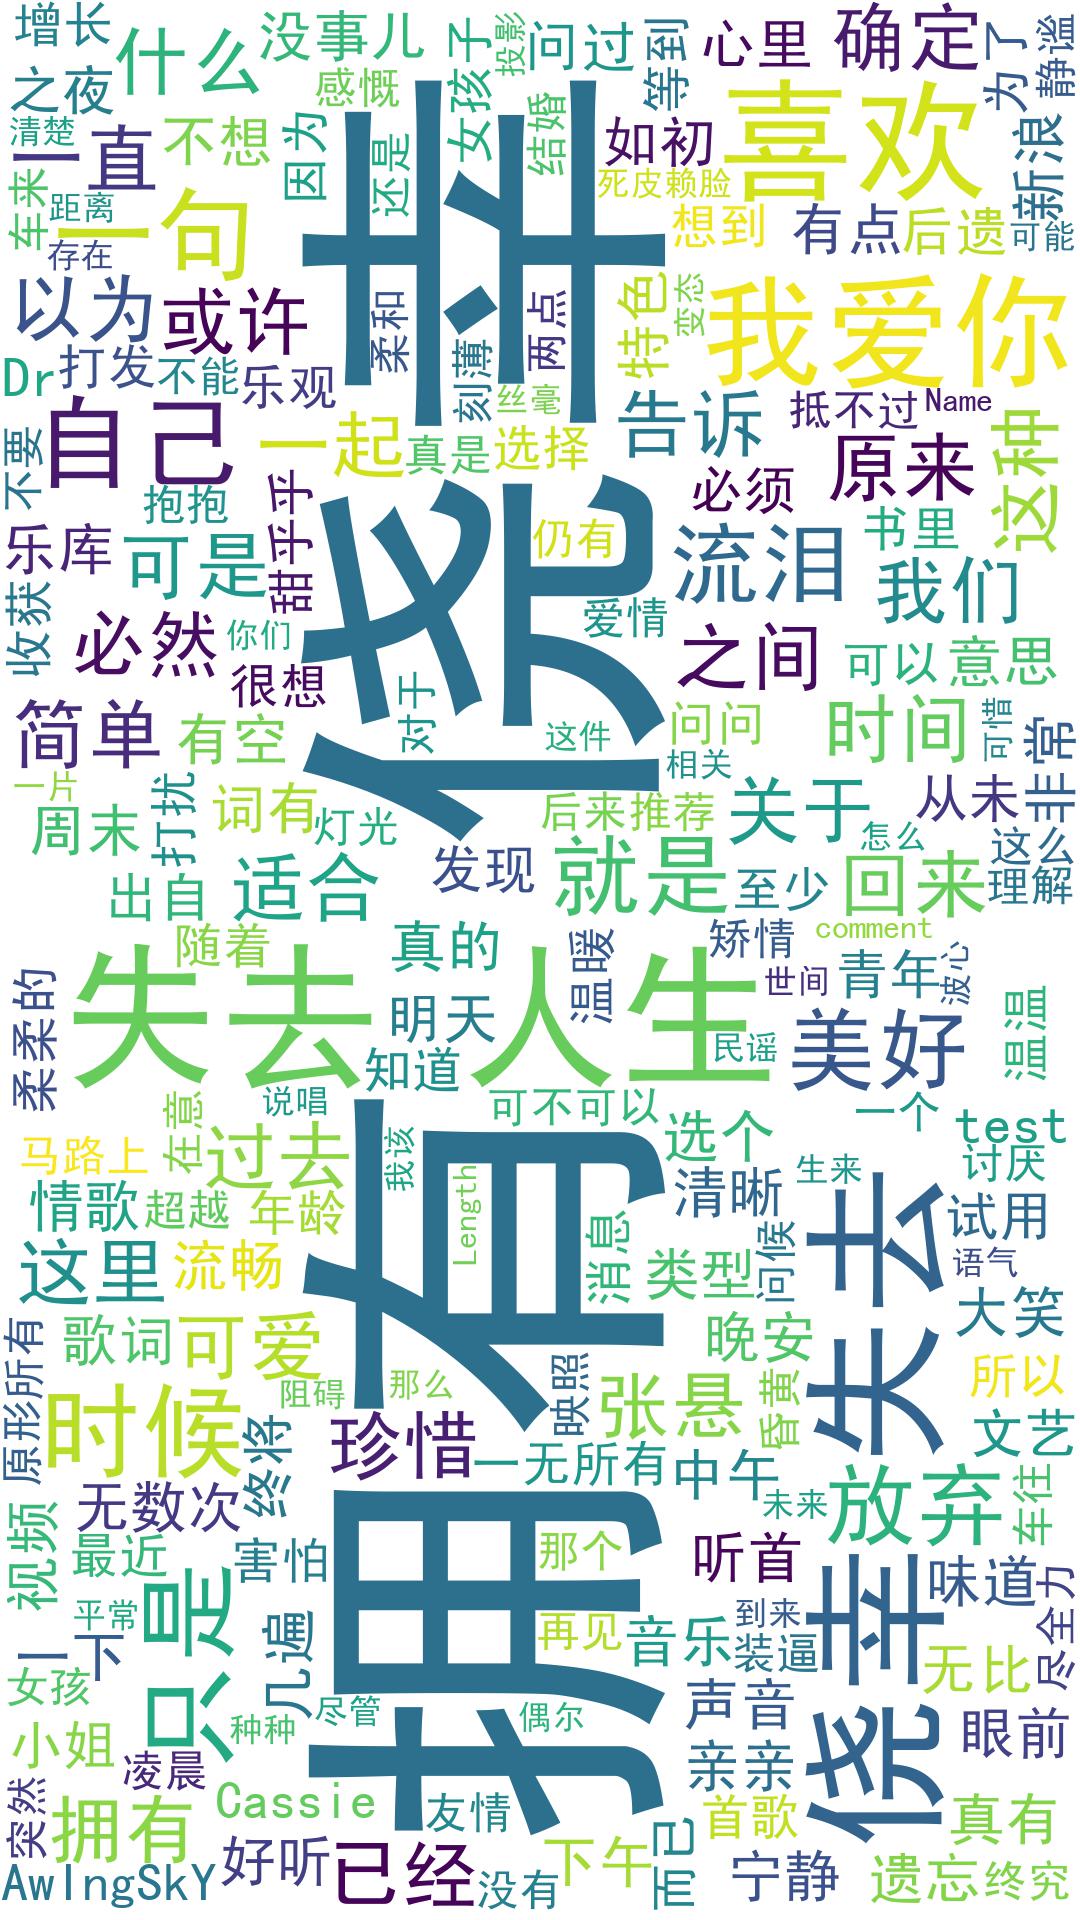 增长
什么
没事儿
女孩子
投影
问过
等到
心里
确定
为了
静谧
之夜
感慨
清楚
一直
不想
因为
还是
结婚
如初
喜欢
新浪
死皮赖脸
车来
距离
一句
存在
想到
有点
后遗
可能
以为
或许
柔和
拥有 侥幸
两点
特色
变态
我爱你
Dr
打发
不能
乐观
刻薄
丝毫
告诉
抵不过
Name
不要
自己
一起
真是
选择
原来
这种
抱抱
甜乎乎
必须
乐库
可是
仍有
流泪
书里
我们
收获
必然
你们
爱情
之间
可以
意思
很想
对于
简单
有空
这件
问问
时间
可惜
非常
相关
一片
周末
打扰
词有
灯光
后来推荐
关于
从未
怎么
这么
出自
适合
发现
就是
至少
回来
理解
随着
真的
温暖
矫情
comment
柔柔的
失去人生
世间
青年
波心
温温
明天
知道
民谣
美好
说唱
可不可以
选个
一个
test
马路上
在意
过去
我该
生来
讨厌
情歌
超越
年龄
Length
消息
清晰
侥幸 失去
试用
这里
流畅
类型
问候
语气
原形所有
歌词
可爱
晚安
大笑
阻碍
那么
映照
张悬
昏黄
所以
时候
终将
珍惜
一无所有
中午
文艺
无数次
未来
放弃
车往
视频
最近
害怕
那个
听首
味道
尽全力
平常
只是
几遍
再见
音乐
到来
装逼
一下
女孩
尽管
偶尔
无比
种种
声音
小姐
凌晨
亲亲
眼前
突然
拥有
Cassie
友情
而已
首歌
真有
AwIngSkY
好听
已经
没有
下午
宁静
遗忘
终究